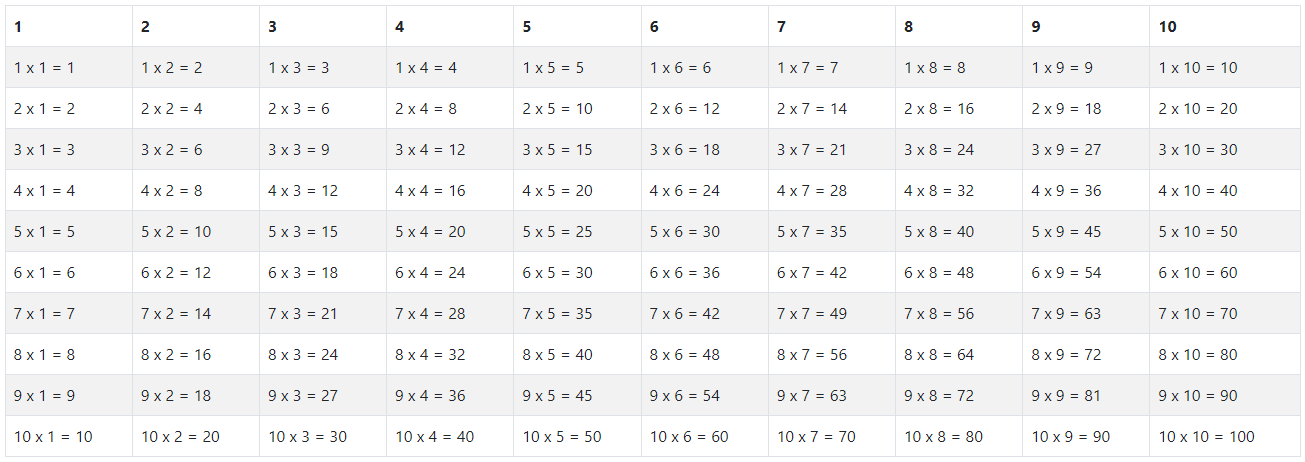 1 2 3 4 5 6 7 8 9 10
1 x 1 = 1 1 x 2 = 2 1 x 3 = 3 1 x 4 = 4 1 x 5 = 5 1 x 6 = 6 1 x 7 = 7 1 x 8 = 8 1 x 9 = 9 1 x 10 = 10
2 x 1 = 2 2 x 2 = 4 2 x 3 = 6 2 x 4 = 8 2 x 5 = 10 2 x 6 = 12 2 x 7 = 14 2 x 8 = 16 2 x 9 = 18 2 x 10 = 20
3 x 1 = 3 3 x 2 = 6 3 x 3 = 9 3 x 4 = 12 3 x 5 = 15 3 x 6 = 18 3 x 7 = 21 3 x 8 = 24 3 x 9 = 27 3 x 10 = 30
4 x 1 = 4 4 x 2 = 8 4 x 3 = 12 4 x 4 = 16 4 x 5 = 20 4 x 6 = 24 4 x 7 = 28 4 x 8 = 32 4 x 9 = 36 4 x 10 = 40
5 x 1 = 5 5 x 2 = 10 5 x 3 = 15 5 x 4 = 20 5 x 5 = 25 5 x 6 = 30 5 x 7 = 35 5 x 8 = 40 5 x 9 = 45 5 x 10 = 50
6 x 1 = 6 6 x 2 = 12 6 x 3 = 18 6 x 4 = 24 6 x 5 = 30 6 x 6 = 36 6 x 7 = 42 6 x 8 = 48 6 x 9 = 54 6 x 10 = 60
7 x 1 = 7 7 x 2 = 14 7 x 3 = 21 7 x 4 = 28 7 x 5 = 35 7 x 6 = 42 7 x 7 = 49 7 x 8 = 56 7 x 9 = 63 7 x 10 = 70
8 x 1 = 8 8 x 2 = 16 8 x 3 = 24 8 x 4 = 32 8 x 5 = 40 8 x 6 = 48 8 x 7 = 56 8 x 8 = 64 8 x 9 = 72 8 x 10 = 80
9 x 1 = 9 9 x 2 = 18 9 x 3 = 27 9 x 4 = 36 9 x 5 = 45 9 x 6 = 54 9 x 7 = 63 9 x 8 = 72 9 x 9 = 81 9 x 10 = 90
10 x 1 = 10 10 x 2 = 20 10 x 3 = 30 10 x 4 = 40 10 x 5 = 50 10 x 6 = 60 10 x 7 = 70 10 x 8 = 80 10 x 9 = 90 10 x 10 = 100